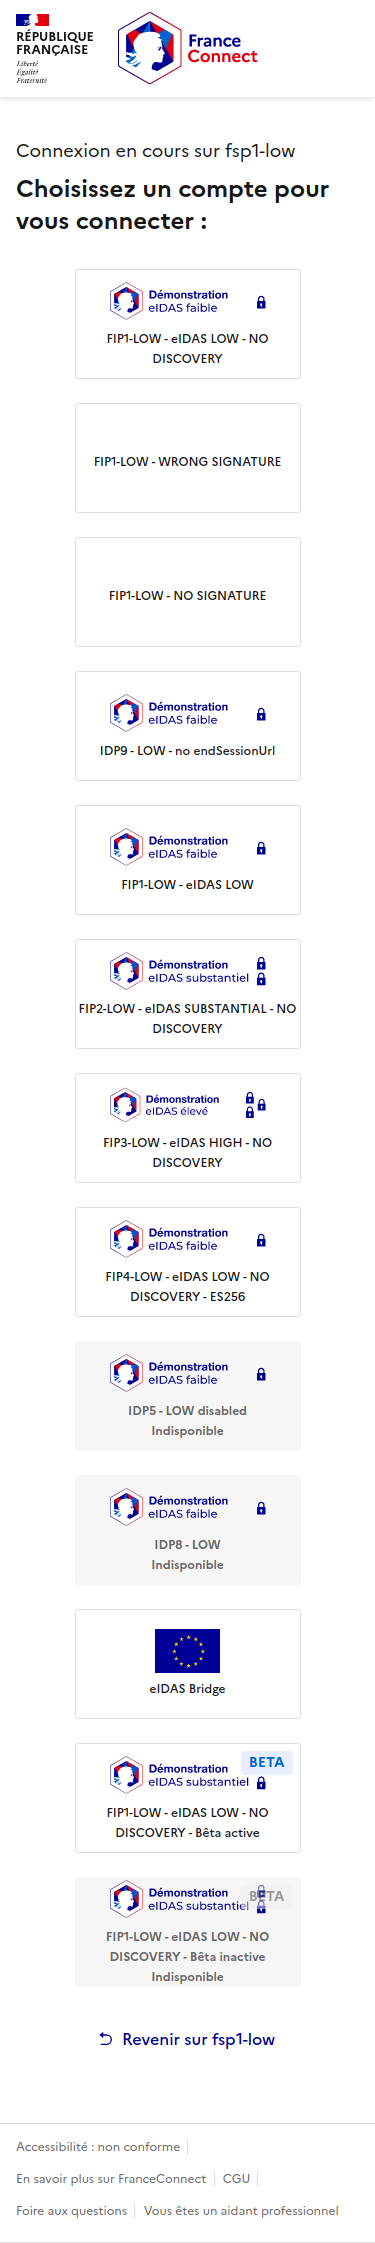 RÉPUBLIQUE
FRANÇAISE
Liberté
Égalité
Fraternité
France
Connect
Connexion en cours sur fsp1-low
Choisissez un compte pour
vous connecter :
Démonstration
eIDAS faible
FIP1-LOW - eIDAS LOW - NO
DISCOVERY
FIP1-LOW - WRONG SIGNATURE
FIP1-LOW - NO SIGNATURE
Démonstration
eIDAS faible
IDP9 - LOW - no endSessionUrl
Démonstration
eIDAS faible
FIP1-LOW - eIDAS LOW
Démonstration
eIDAS substantiel
FIP2-LOW - eIDAS SUBSTANTIAL - NO
DISCOVERY
Démonstration
eIDAS élevé
FIP3-LOW - eIDAS HIGH - NO
DISCOVERY
Démonstration
eIDAS faible
FIP4-LOW - eIDAS LOW - NO
DISCOVERY - ES256
Démonstration
eIDAS faible
IDP5 - LOW disabled
Indisponible
Démonstration
eIDAS faible
IDP8 - LOW
Indisponible
eIDAS Bridge
BETA
Démonstration
eIDAS substantiel
FIP1-LOW - eIDAS LOW - NO
DISCOVERY - Bêta active
BETA
Démonstration
eIDAS substantiel
FIP1-LOW - eIDAS LOW - NO
DISCOVERY - Bêta inactive
Indisponible
Revenir sur fsp1-low
Accessibilité : non conforme
En savoir plus sur FranceConnect CGU
Foire aux questions Vous êtes un aidant professionnel